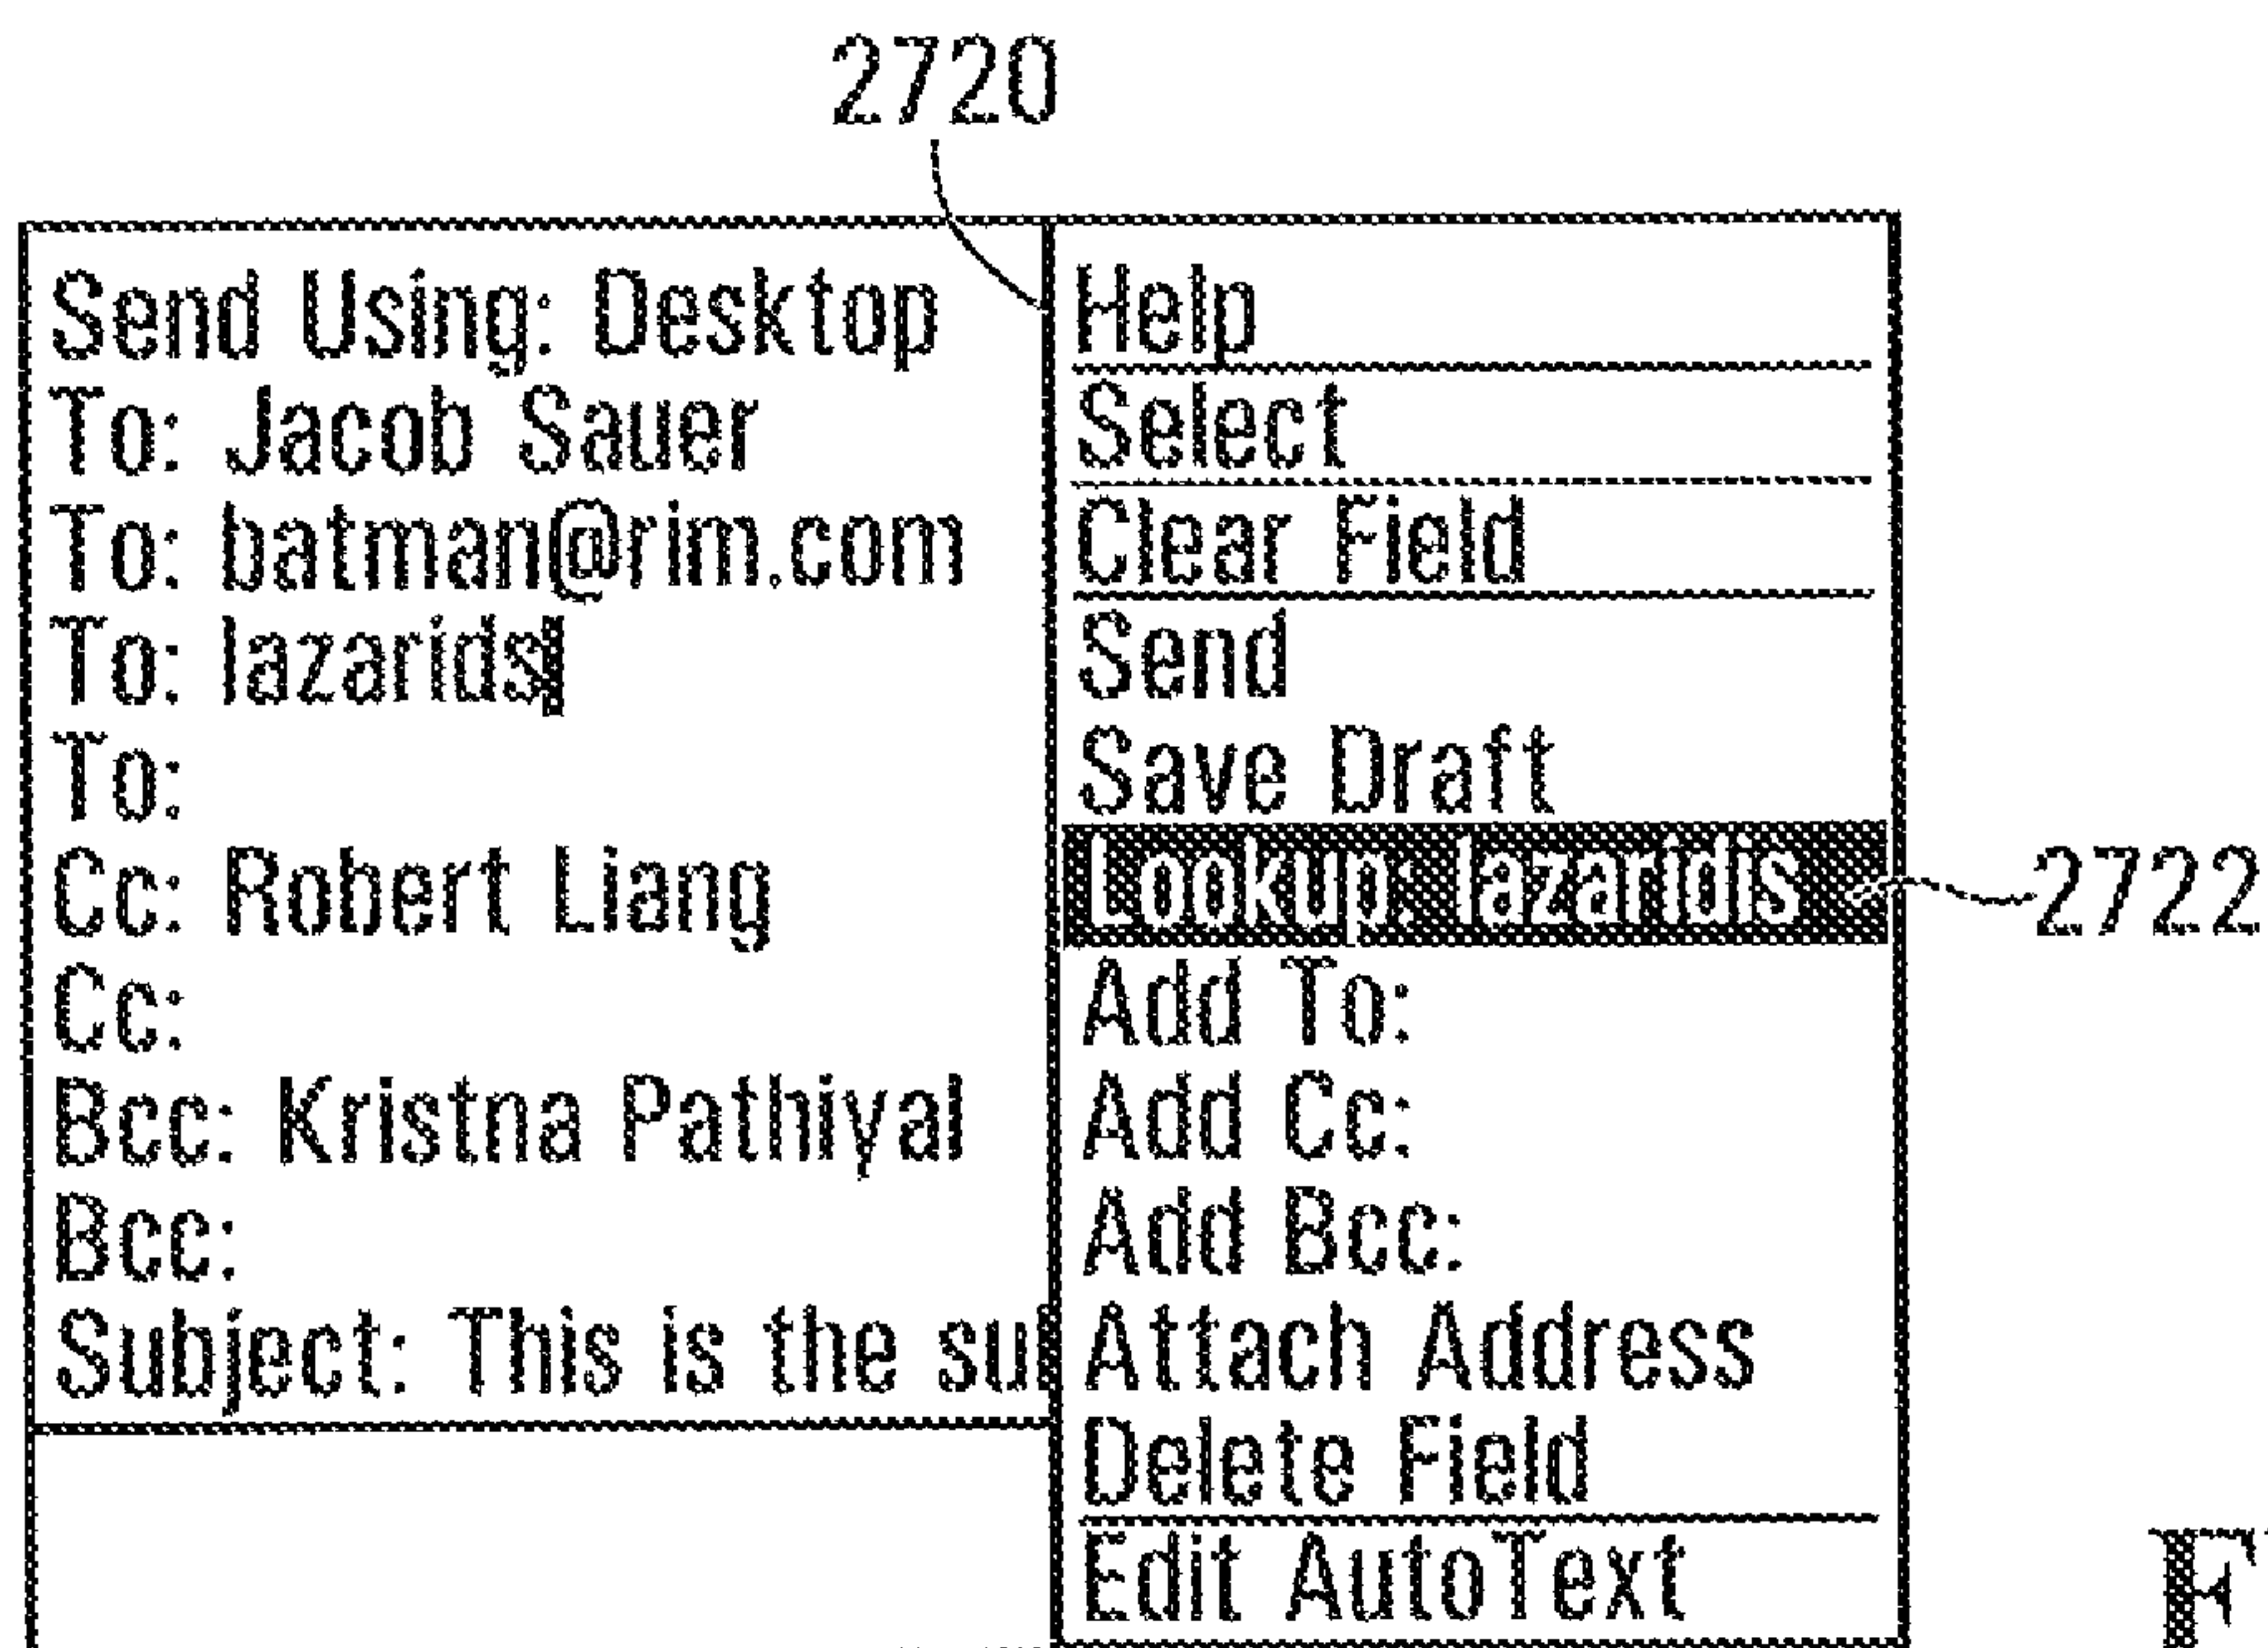 2720
Send Using: Desktop
To: Jacob Sauer
To: batman@rim.com
To: lazarids
To:
Cc: Robert Liang
Cc:
Bcc: Kristna Pathiyal
Bcc:
Subject: This is the su
Help
Select
Clear Field
Send
Save Draft
Lookup: lazaridis
Add To:
Add Cc:
Add Bcc:
Attach Address
Delete Field
Edit AutoText
2722
F